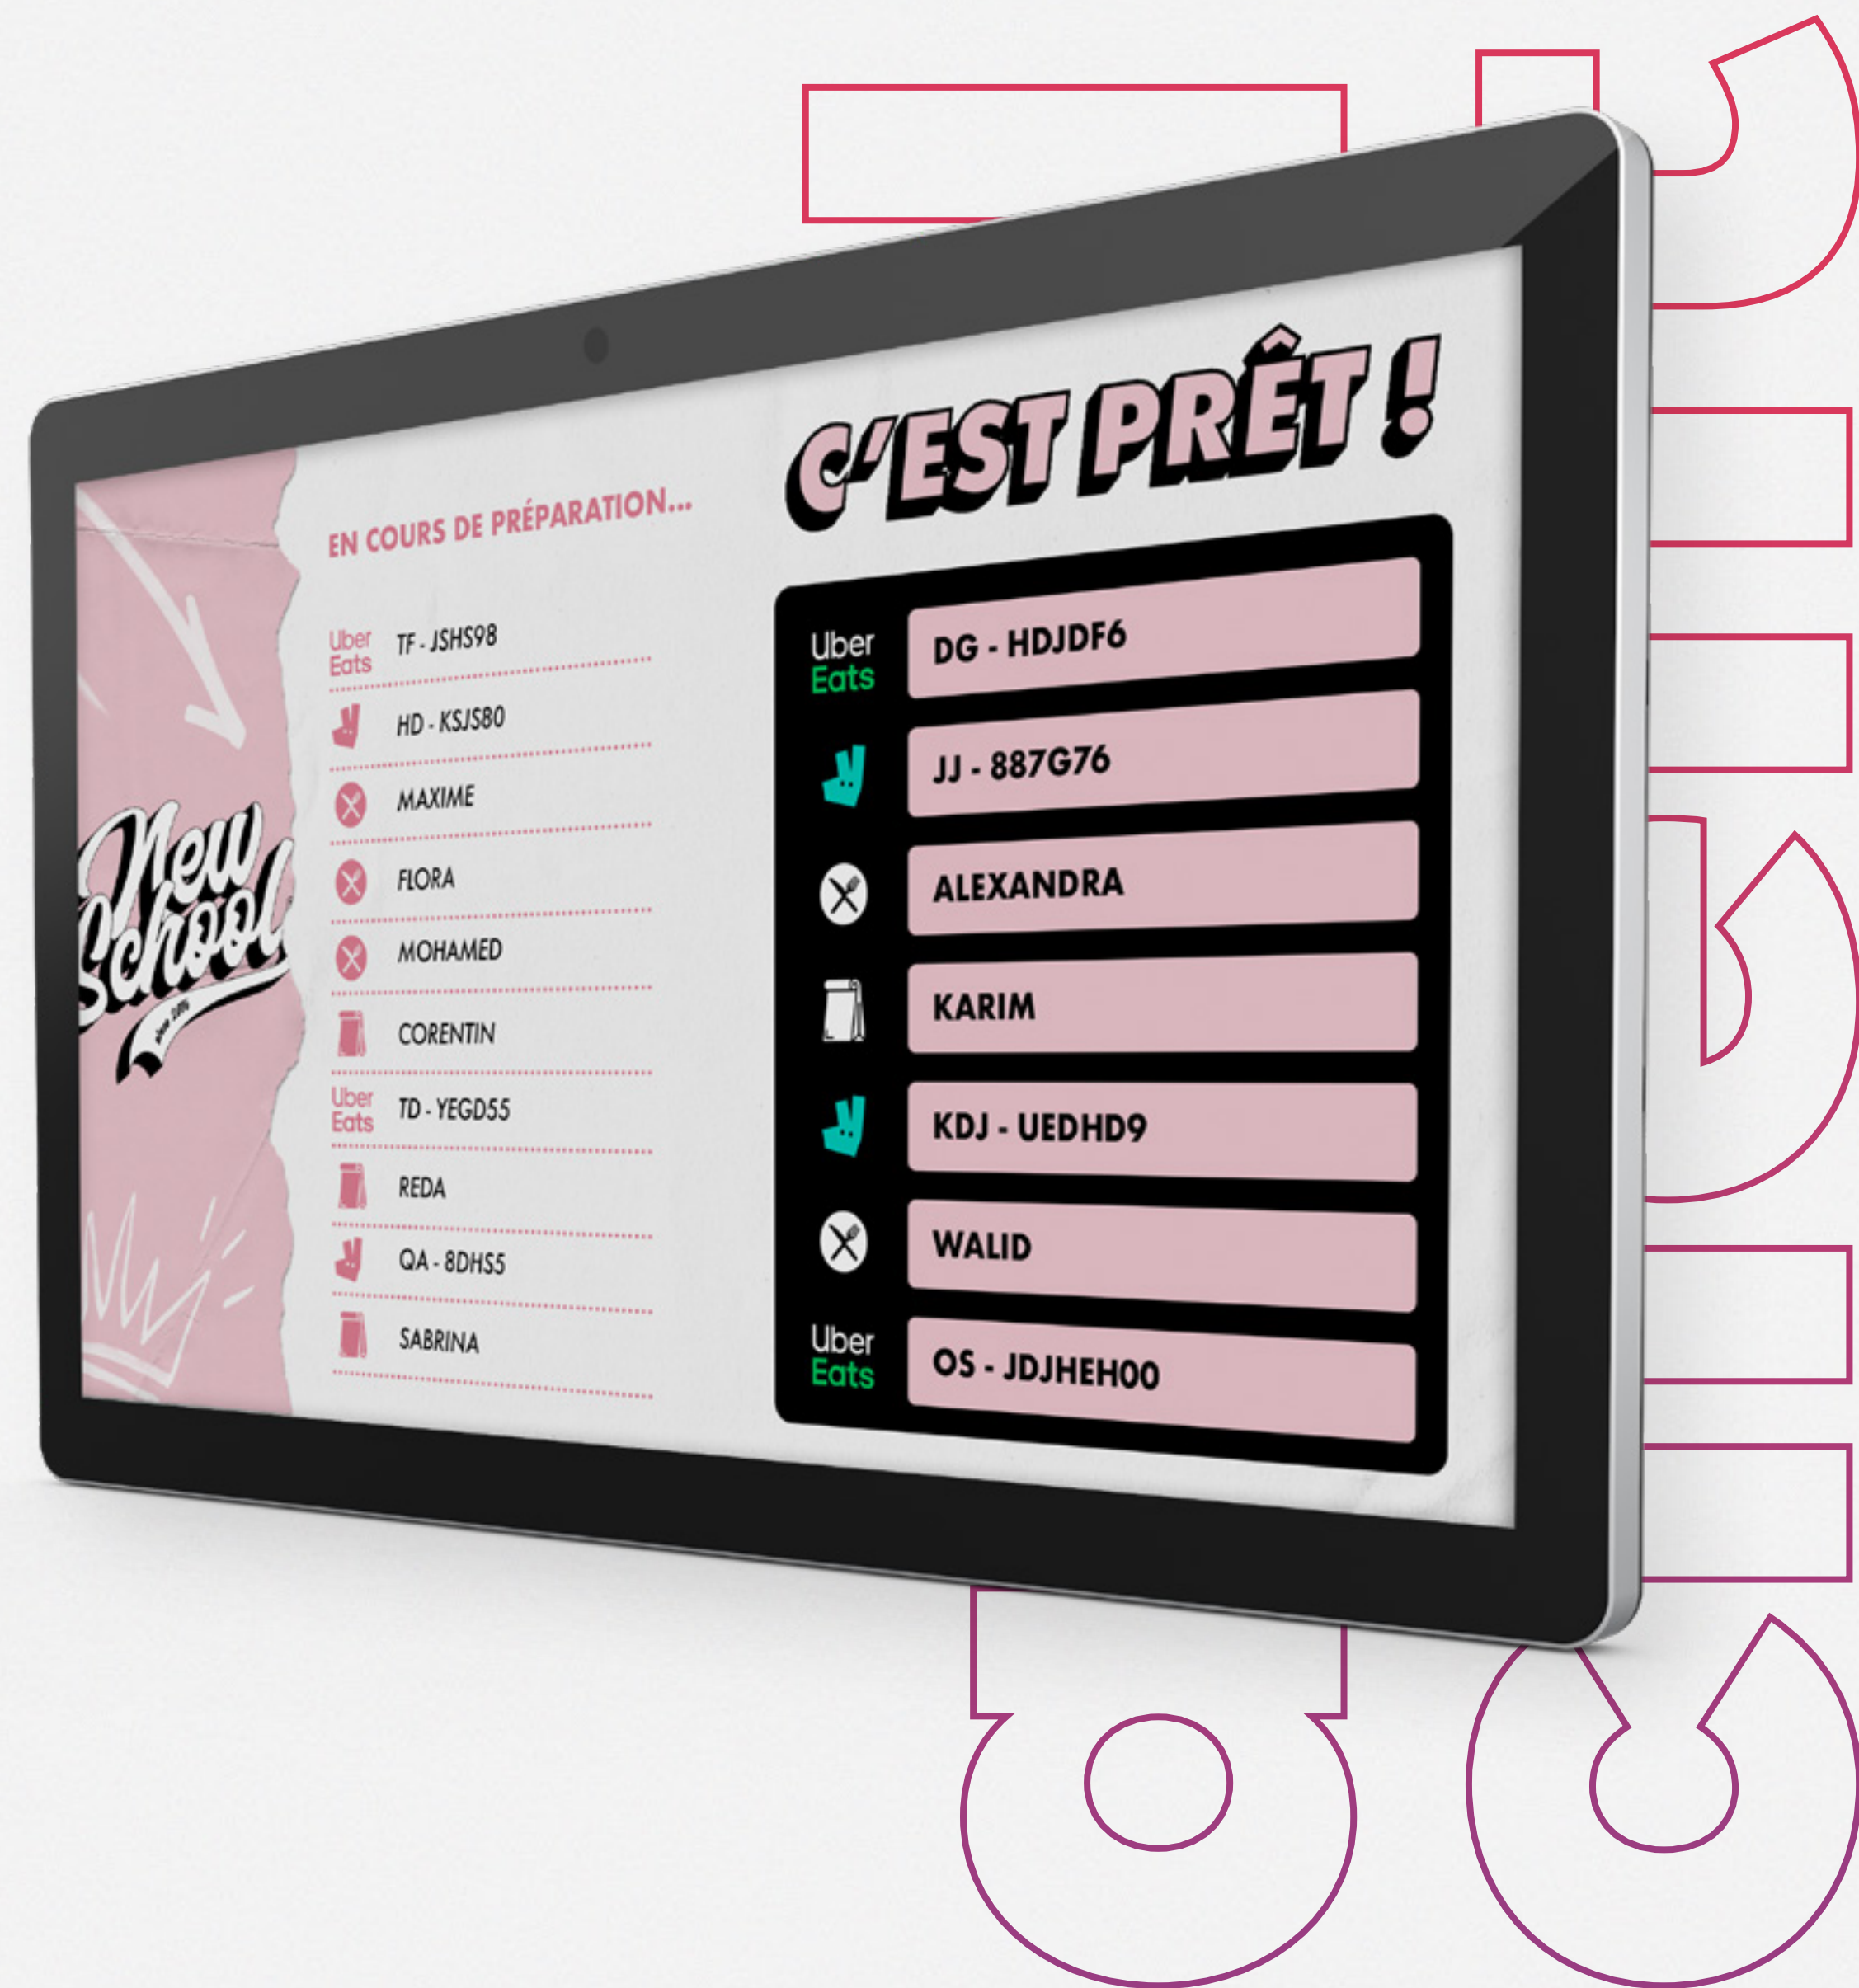 New
School
EN COURS DE PRÉPARATION...
Uber
Eats
TF - JSHS98
HD - KSJS80
MAXIME
FLORA
MOHAMED
CORENTIN
Uber
Eats
TD - YEGD55
REDA
QA - 8DHS5
SABRINA
C'EST PRÊT !
Uber
Eats
DG - HDJDF6
JJ - 887G76
ALEXANDRA
KARIM
KDJ - UEDHD9
WALID
Uber
Eats
OS - JDJHEH00